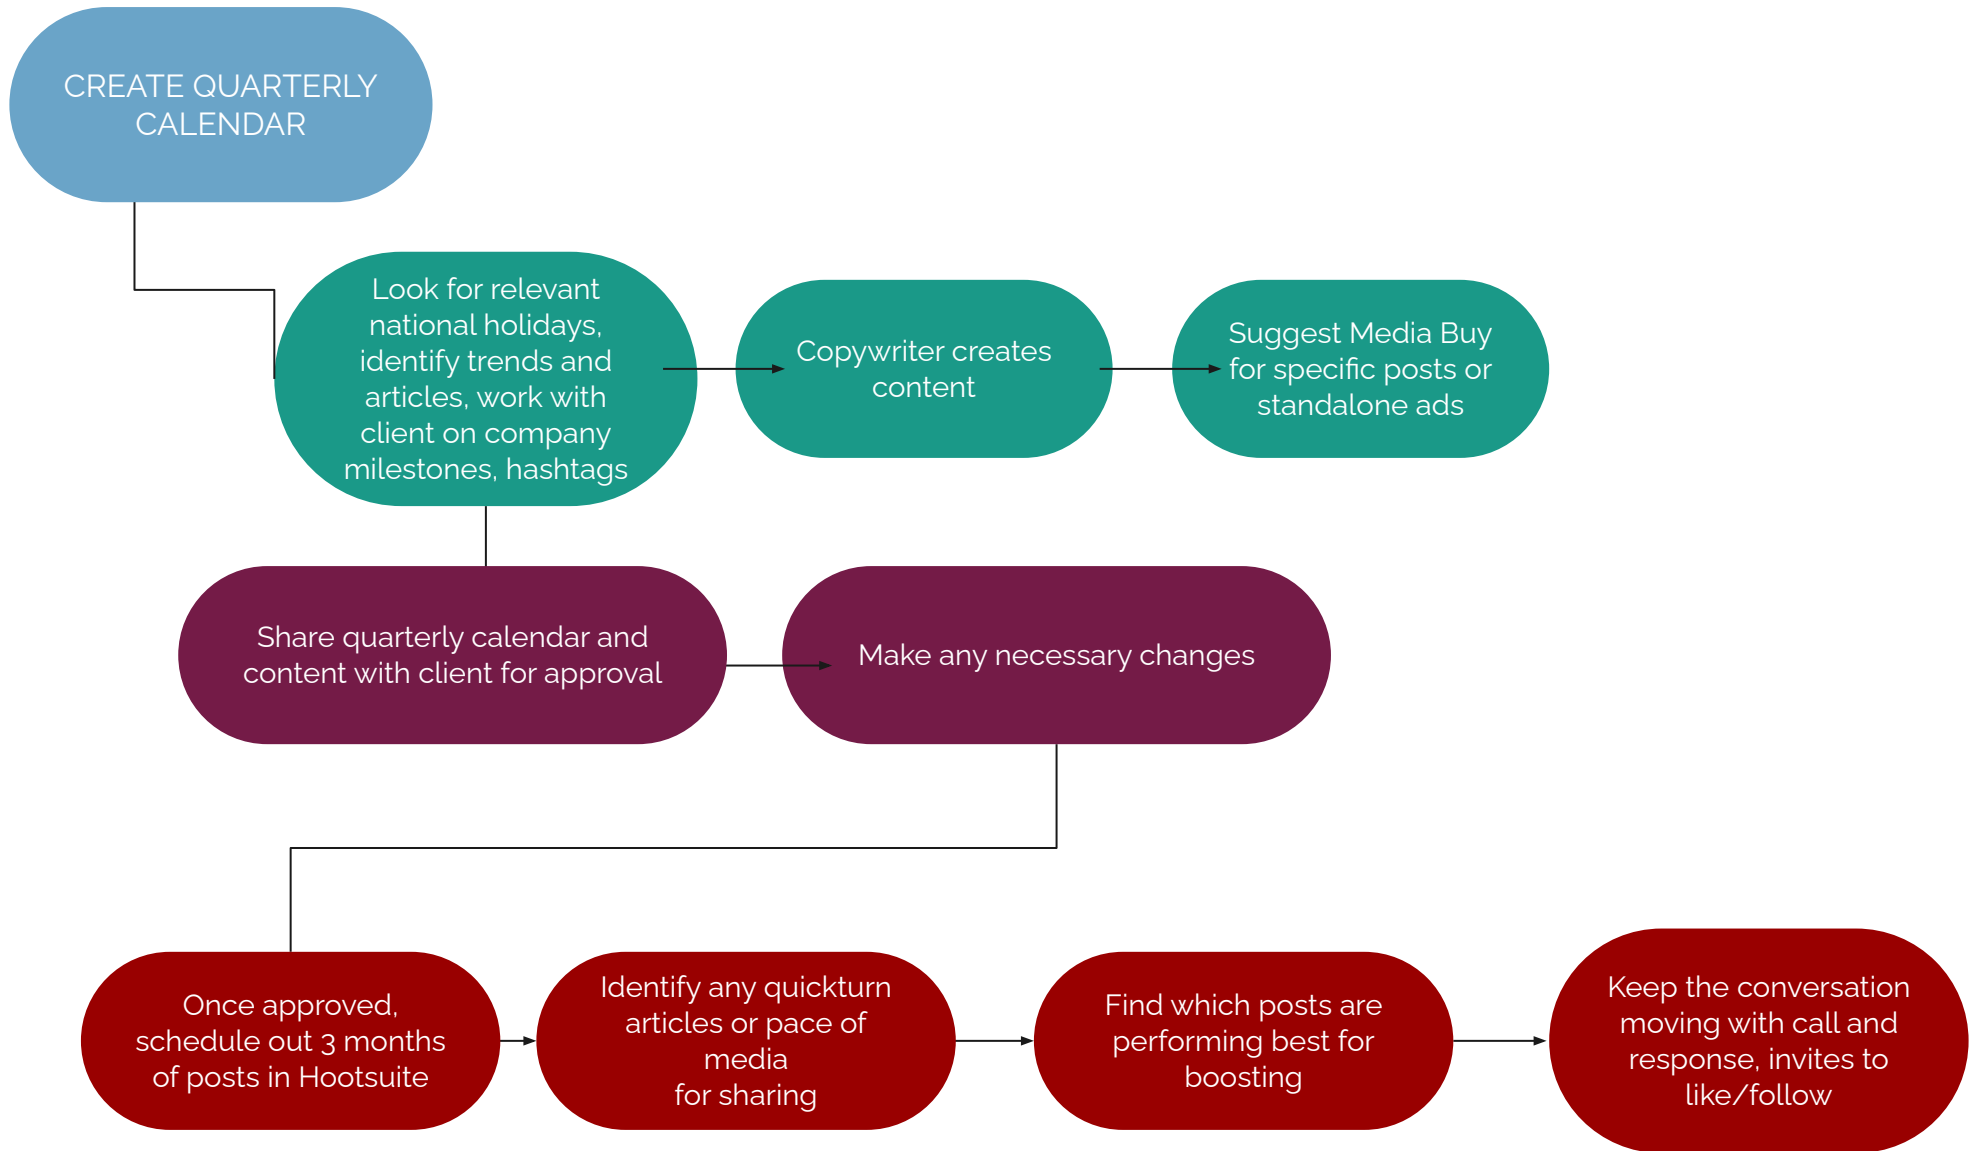 CREATE QUARTERLY
CALENDAR
Look for relevant
national holidays,
identify trends and
articles, work with
client on company
milestones, hashtags
Copywriter creates
content
Suggest Media Buy
for specific posts or
standalone ads
Share quarterly calendar and
content with client for approval
Make any necessary changes
Once approved,
schedule out 3 months
of posts in Hootsuite
Identify any quickturn
articles or pace of
media
for sharing
Find which posts are
performing best for
boosting
Keep the conversation
moving with call and
response, invites to
like/follow